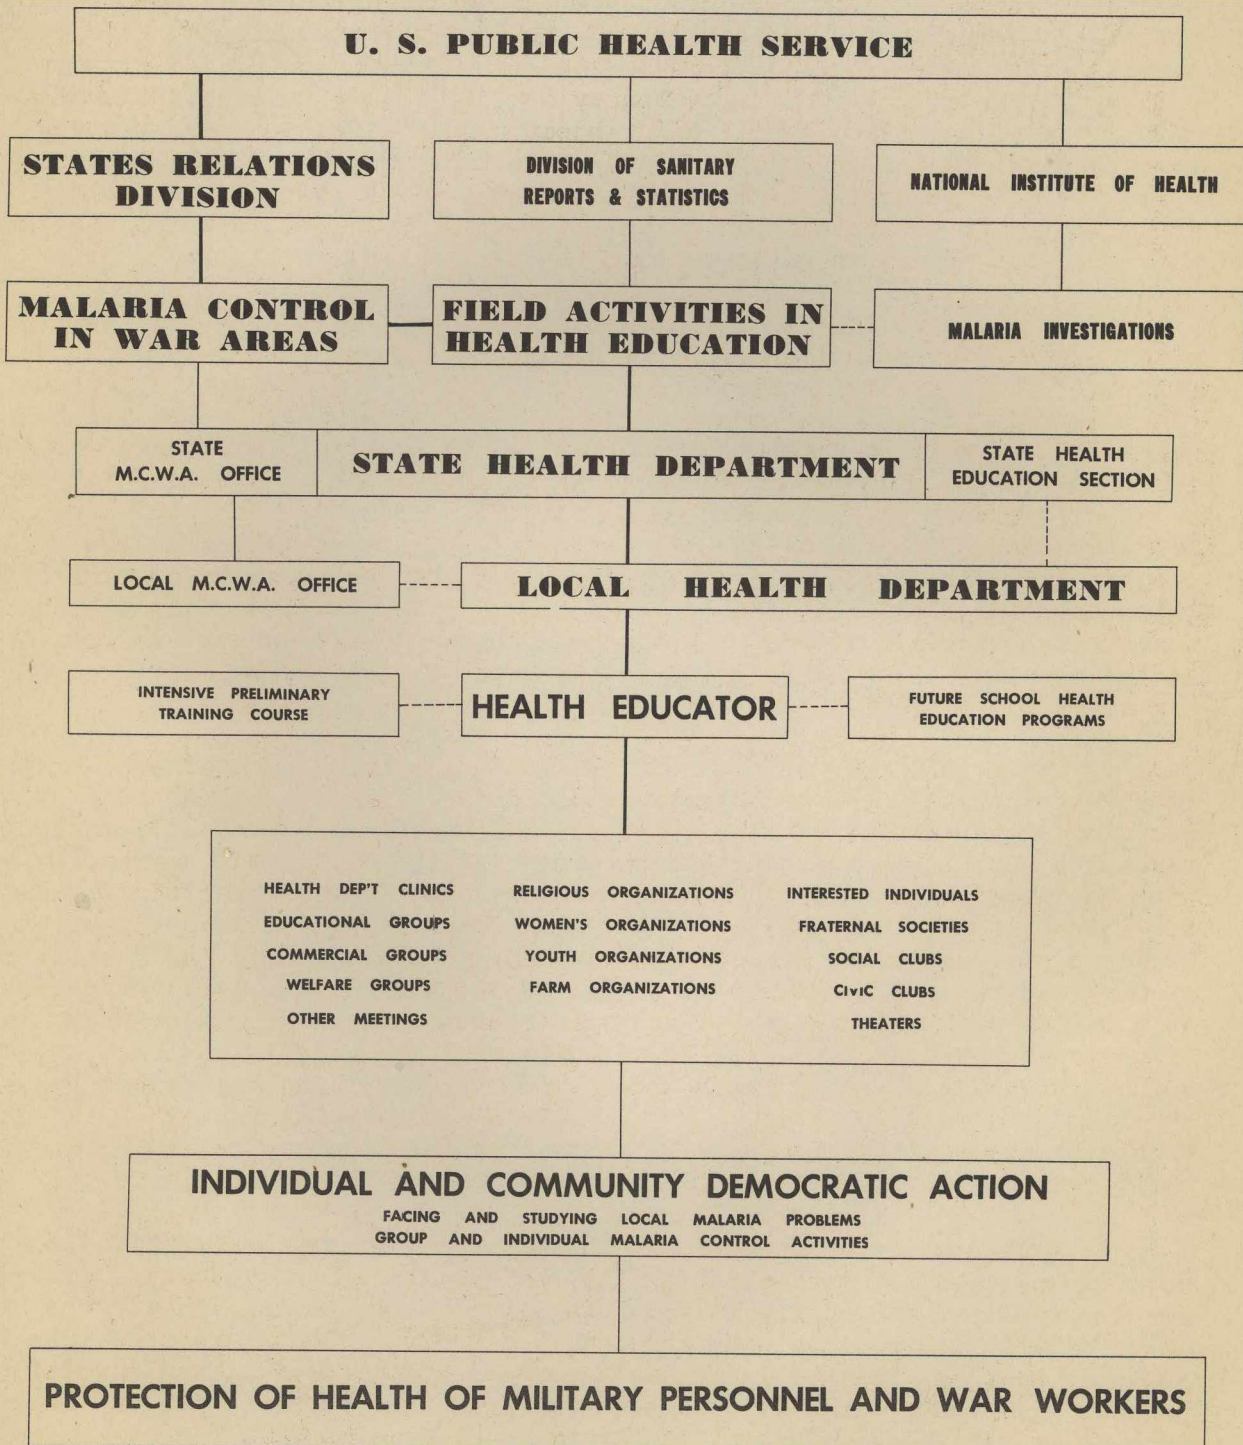 U. S. PUBLIC HEALTH SERVICE
STATES RELATIONS
DIVISION
DIVISION OF SANITARY
REPORTS & STATISTICS
NATIONAL INSTITUTE OF HEALTH
MALARIA CONTROL
IN WAR AREAS
FIELD ACTIVITIES IN
HEALTH EDUCATION
MALARIA INVESTIGATIONS
STATE
M.C.W.A. OFFICE
STATE HEALTH DEPARTMENT
STATE HEALTH
EDUCATION SECTION
LOCAL M.C.W.A. OFFICE
LOCAL HEALTH DEPARTMENT
INTENSIVE PRELIMINARY
TRAINING COURSE
HEALTH EDUCATOR
FUTURE SCHOOL HEALTH
EDUCATION PROGRAMS
HEALTH DEP'T CLINICS
EDUCATIONAL GROUPS
COMMERCIAL GROUPS
WELFARE GROUPS
OTHER MEETINGS
RELIGIOUS ORGANIZATIONS
WOMEN'S ORGANIZATIONS
YOUTH ORGANIZATIONS
FARM ORGANIZATIONS
INTERESTED INDIVIDUALS
FRATERNAL SOCIETIES
SOCIAL CLUBS
CIVIC CLUBS
THEATERS
INDIVIDUAL AND COMMUNITY DEMOCRATIC ACTION
FACING AND STUDYING LOCAL MALARIA PROBLEMS
GROUP AND INDIVIDUAL MALARIA CONTROL ACTIVITIES
PROTECTION OF HEALTH OF MILITARY PERSONNEL AND WAR WORKERS